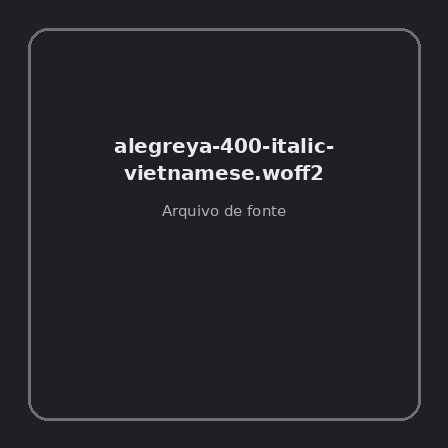 alegreya-400-italic-
vietnamese.woff2
Arquivo de fonte